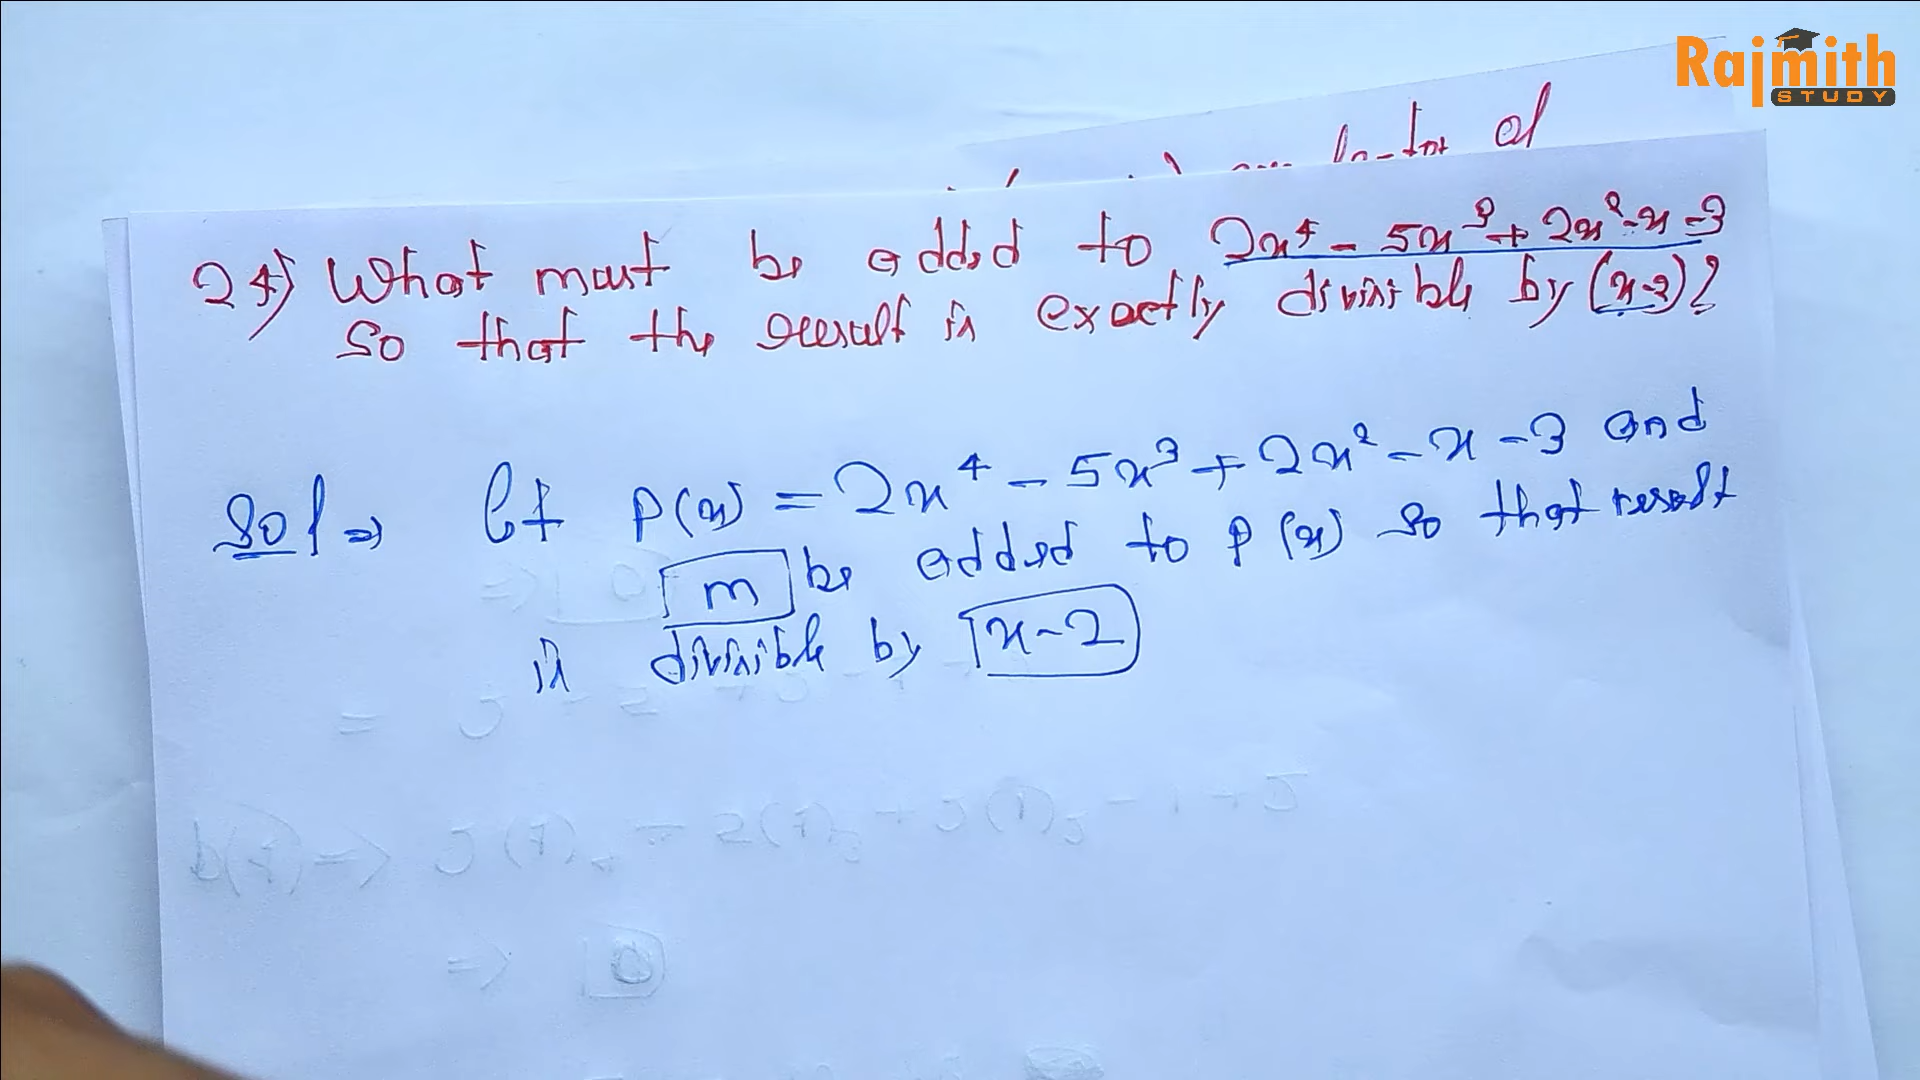 Rajmith
STUDY
24) What must be added to 2x⁴ - 5x³ + 2x² - x - 3
so that the result is exactly divisible by (x-2)?
Sol ⇒ let P(x) = 2x⁴ - 5x³ + 2x² - x - 3 and
m be added to P(x) so that result
is divisible by x-2